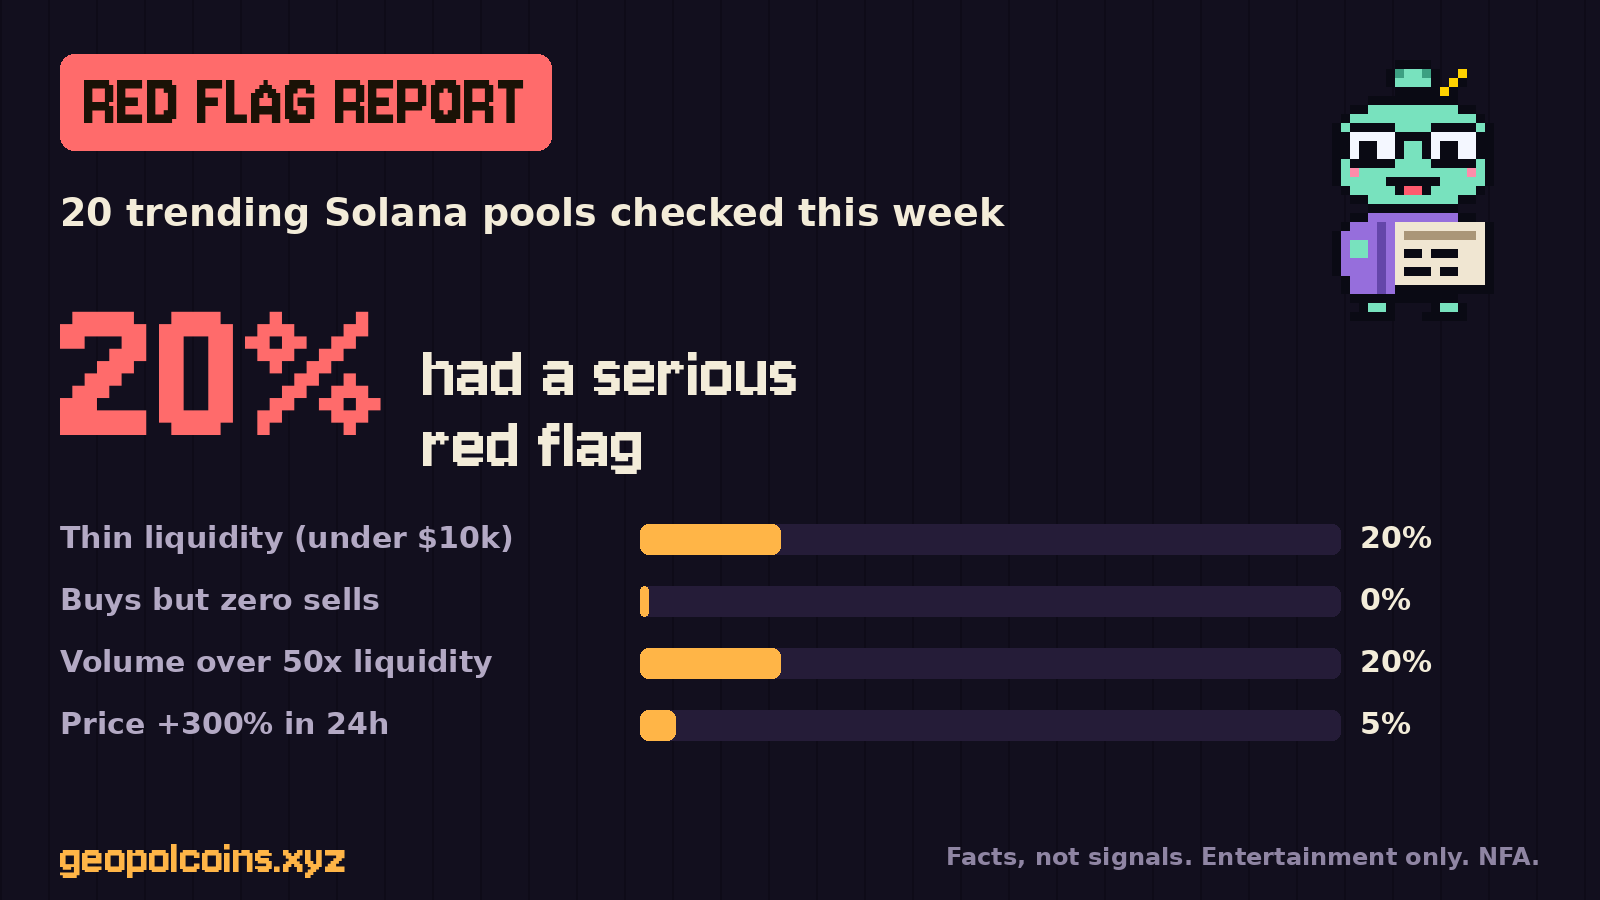 RED FLAG REPORT
20 trending Solana pools checked this week
20% had a serious
red flag
Thin liquidity (under $10k) 20%
Buys but zero sells 0%
Volume over 50x liquidity 20%
Price +300% in 24h 5%
geopolcoins.xyz Facts, not signals. Entertainment only. NFA.